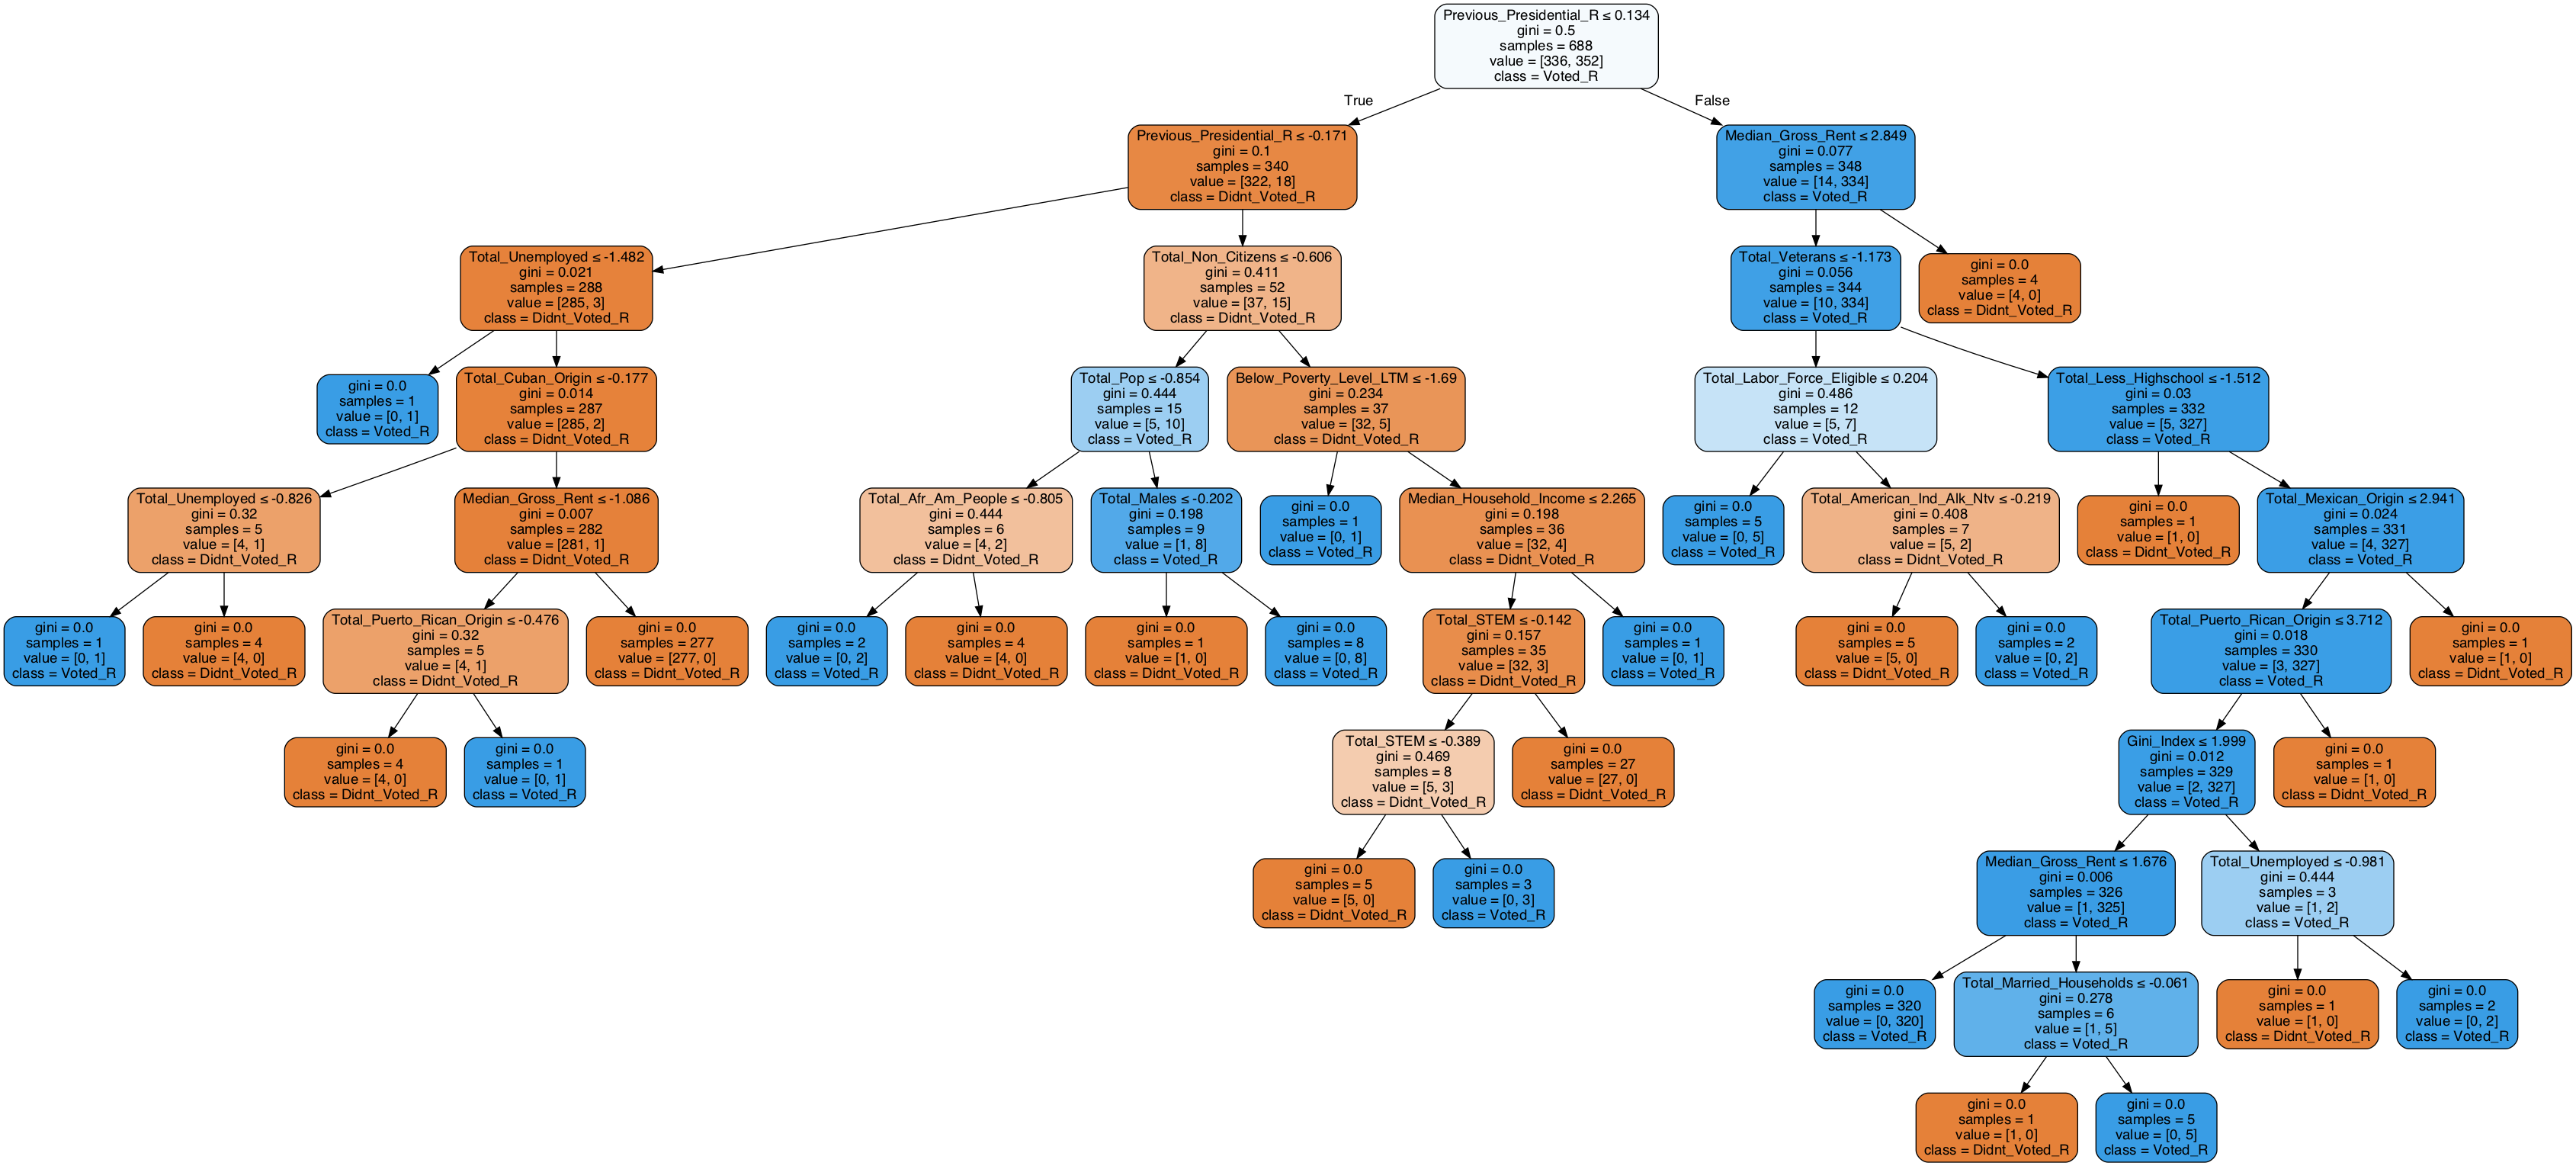 Previous_Presidential_R ≤ 0.134
gini = 0.5
samples = 688
value = [336, 352]
class = Voted_R
True
False
Previous_Presidential_R ≤ -0.171
gini = 0.1
samples = 340
value = [322, 18]
class = Didnt_Voted_R
Median_Gross_Rent ≤ 2.849
gini = 0.077
samples = 348
value = [14, 334]
class = Voted_R
Total_Unemployed ≤ -1.482
gini = 0.021
samples = 288
value = [285, 3]
class = Didnt_Voted_R
Total_Non_Citizens ≤ -0.606
gini = 0.411
samples = 52
value = [37, 15]
class = Didnt_Voted_R
Total_Veterans ≤ -1.173
gini = 0.056
samples = 344
value = [10, 334]
class = Voted_R
gini = 0.0
samples = 4
value = [4, 0]
class = Didnt_Voted_R
gini = 0.0
samples = 1
value = [0, 1]
class = Voted_R
Total_Cuban_Origin ≤ -0.177
gini = 0.014
samples = 287
value = [285, 2]
class = Didnt_Voted_R
Total_Pop ≤ -0.854
gini = 0.444
samples = 15
value = [5, 10]
class = Voted_R
Below_Poverty_Level_LTM ≤ -1.69
gini = 0.234
samples = 37
value = [32, 5]
class = Didnt_Voted_R
Total_Labor_Force_Eligible ≤ 0.204
gini = 0.486
samples = 12
value = [5, 7]
class = Voted_R
Total_Less_Highschool ≤ -1.512
gini = 0.03
samples = 332
value = [5, 327]
class = Voted_R
Total_Unemployed ≤ -0.826
gini = 0.32
samples = 5
value = [4, 1]
class = Didnt_Voted_R
Median_Gross_Rent ≤ -1.086
gini = 0.007
samples = 282
value = [281, 1]
class = Didnt_Voted_R
Total_Afr_Am_People ≤ -0.805
gini = 0.444
samples = 6
value = [4, 2]
class = Didnt_Voted_R
Total_Males ≤ -0.202
gini = 0.198
samples = 9
value = [1, 8]
class = Voted_R
gini = 0.0
samples = 1
value = [0, 1]
class = Voted_R
Median_Household_Income ≤ 2.265
gini = 0.198
samples = 36
value = [32, 4]
class = Didnt_Voted_R
gini = 0.0
samples = 5
value = [0, 5]
class = Voted_R
Total_American_Ind_Alk_Ntv ≤ -0.219
gini = 0.408
samples = 7
value = [5, 2]
class = Didnt_Voted_R
gini = 0.0
samples = 1
value = [1, 0]
class = Didnt_Voted_R
Total_Mexican_Origin ≤ 2.941
gini = 0.024
samples = 331
value = [4, 327]
class = Voted_R
gini = 0.0
samples = 1
value = [0, 1]
class = Voted_R
gini = 0.0
samples = 4
value = [4, 0]
class = Didnt_Voted_R
Total_Puerto_Rican_Origin ≤ -0.476
gini = 0.32
samples = 5
value = [4, 1]
class = Didnt_Voted_R
gini = 0.0
samples = 277
value = [277, 0]
class = Didnt_Voted_R
gini = 0.0
samples = 2
value = [0, 2]
class = Voted_R
gini = 0.0
samples = 4
value = [4, 0]
class = Didnt_Voted_R
gini = 0.0
samples = 1
value = [1, 0]
class = Didnt_Voted_R
gini = 0.0
samples = 8
value = [0, 8]
class = Voted_R
Total_STEM ≤ -0.142
gini = 0.157
samples = 35
value = [32, 3]
class = Didnt_Voted_R
gini = 0.0
samples = 1
value = [0, 1]
class = Voted_R
gini = 0.0
samples = 5
value = [5, 0]
class = Didnt_Voted_R
gini = 0.0
samples = 2
value = [0, 2]
class = Voted_R
Total_Puerto_Rican_Origin ≤ 3.712
gini = 0.018
samples = 330
value = [3, 327]
class = Voted_R
gini = 0.0
samples = 1
value = [1, 0]
class = Didnt_Voted_R
gini = 0.0
samples = 4
value = [4, 0]
class = Didnt_Voted_R
gini = 0.0
samples = 1
value = [0, 1]
class = Voted_R
Total_STEM ≤ -0.389
gini = 0.469
samples = 8
value = [5, 3]
class = Didnt_Voted_R
gini = 0.0
samples = 27
value = [27, 0]
class = Didnt_Voted_R
Gini_Index ≤ 1.999
gini = 0.012
samples = 329
value = [2, 327]
class = Voted_R
gini = 0.0
samples = 1
value = [1, 0]
class = Didnt_Voted_R
gini = 0.0
samples = 5
value = [5, 0]
class = Didnt_Voted_R
gini = 0.0
samples = 3
value = [0, 3]
class = Voted_R
Median_Gross_Rent ≤ 1.676
gini = 0.006
samples = 326
value = [1, 325]
class = Voted_R
Total_Unemployed ≤ -0.981
gini = 0.444
samples = 3
value = [1, 2]
class = Voted_R
gini = 0.0
samples = 320
value = [0, 320]
class = Voted_R
Total_Married_Households ≤ -0.061
gini = 0.278
samples = 6
value = [1, 5]
class = Voted_R
gini = 0.0
samples = 1
value = [1, 0]
class = Didnt_Voted_R
gini = 0.0
samples = 2
value = [0, 2]
class = Voted_R
gini = 0.0
samples = 1
value = [1, 0]
class = Didnt_Voted_R
gini = 0.0
samples = 5
value = [0, 5]
class = Voted_R